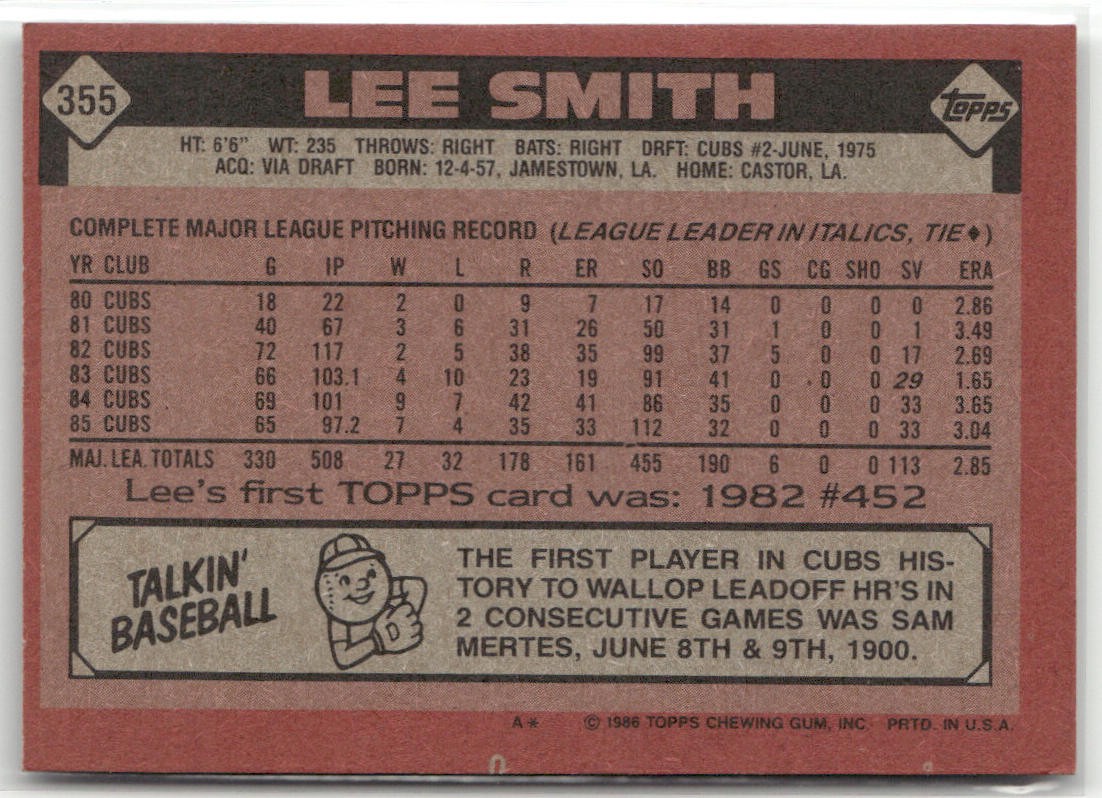 355
LEE SMITH
TOPPS
HT: 6'6" WT: 235 THROWS: RIGHT BATS: RIGHT DRFT: CUBS #2-JUNE, 1975
ACQ: VIA DRAFT BORN: 12-4-57, JAMESTOWN, LA. HOME: CASTOR, LA.
COMPLETE MAJOR LEAGUE PITCHING RECORD (LEAGUE LEADER IN ITALICS, TIE♦)
YR CLUB G IP W L R ER SO BB GS CG SHO SV ERA
80 CUBS 18 22 2 0 9 7 17 14 0 0 0 0 2.86
81 CUBS 40 67 3 6 31 26 50 31 1 0 0 1 3.49
82 CUBS 72 117 2 5 38 35 99 37 5 0 0 17 2.69
83 CUBS 66 103.1 4 10 23 19 91 41 0 0 0 29 1.65
84 CUBS 69 101 9 7 42 41 86 35 0 0 0 33 3.65
85 CUBS 65 97.2 7 4 35 33 112 32 0 0 0 33 3.04
MAJ. LEA. TOTALS 330 508 27 32 178 161 455 190 6 0 0 113 2.85
Lee's first TOPPS card was: 1982 #452
TALKIN'
BASEBALL
D
THE FIRST PLAYER IN CUBS HIS-
TORY TO WALLOP LEADOFF HR'S IN
2 CONSECUTIVE GAMES WAS SAM
MERTES, JUNE 8TH & 9TH, 1900.
A* © 1986 TOPPS CHEWING GUM, INC. PRTD. IN U.S.A.